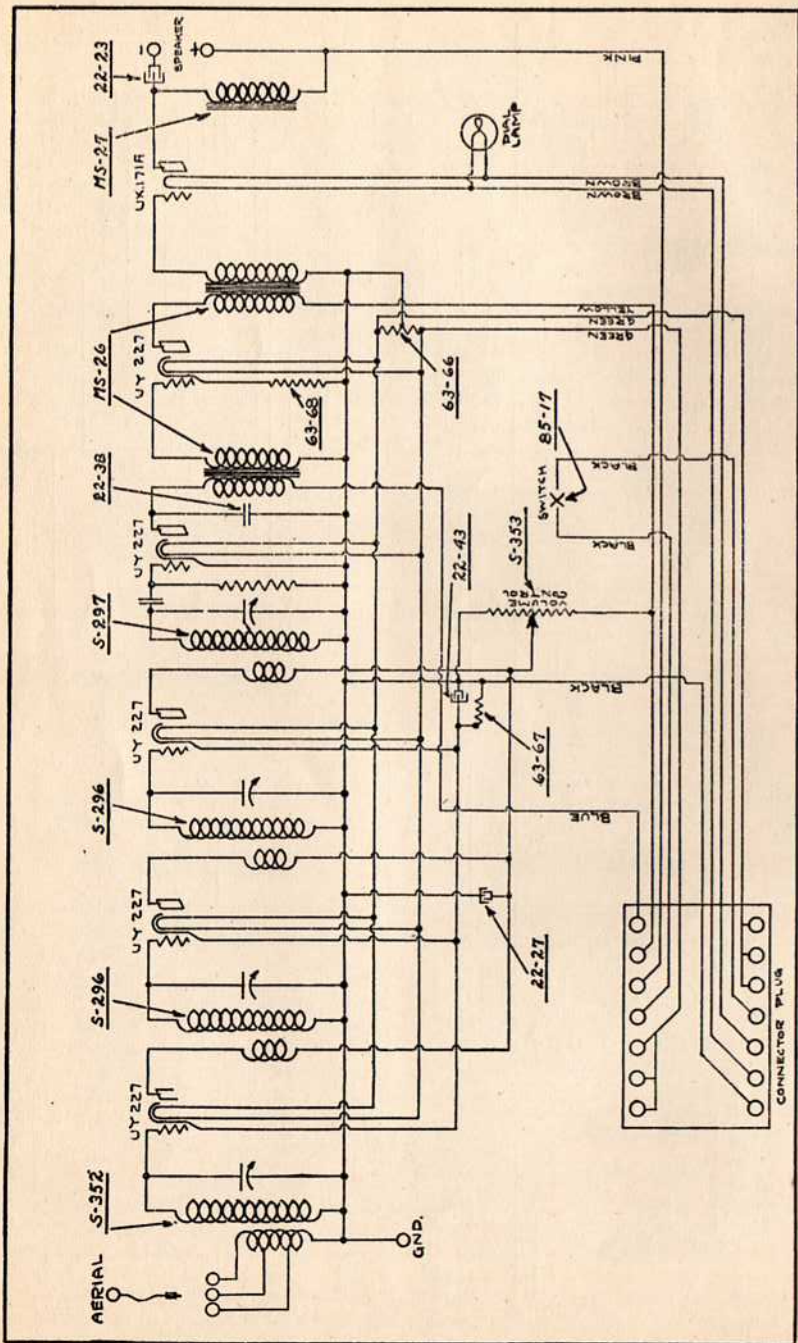 AERIAL
S-352
UY 227
S-296
UY 227
S-296
UY 227
S-297
UY 227
22-38
MS-26
UY 227
UX.171A
MS-27
22-23
-
SPEAKER
+
GND.
63-68
63-66
DIAL LAMP
22-27
63-67
22-43
S-353
VOLUME CONTROL
SWITCH
85-17
BLUE
BLACK
BLACK
BLACK
GREEN
GREEN
YELLOW
BROWN
BROWN
PINK
CONNECTOR PLUG